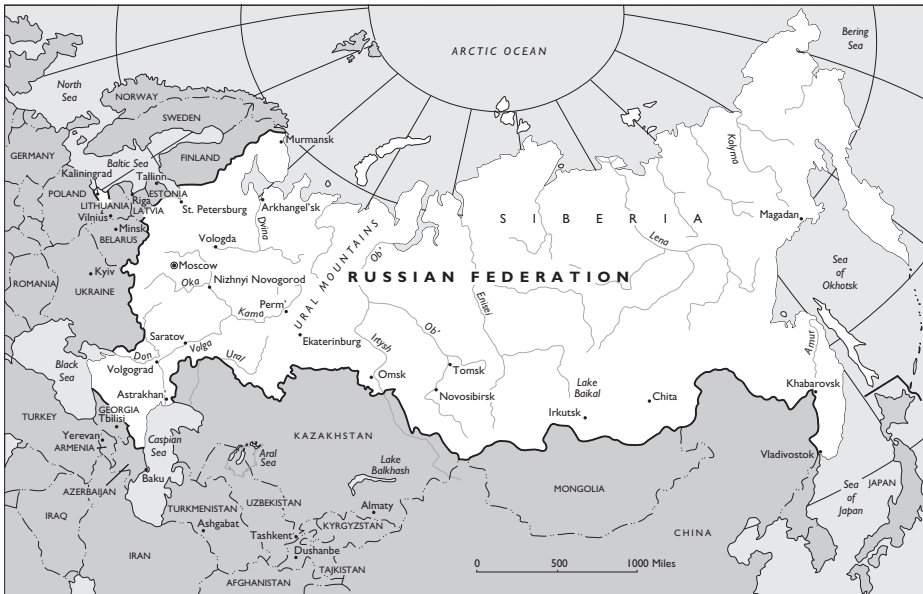 ARCTIC OCEAN
Bering
Sea
North
Sea
NORWAY
SWEDEN
FINLAND
Murmansk
GERMANY
Baltic Sea
Kaliningrad
Tallinn
POLAND
ESTONIA
LITHUANIA
Riga
LATVIA
Vilnius
Minsk
BELARUS
St. Petersburg
Arkhangel'sk
Dvina
Vologda
Moscow
Oka
Nizhnyi Novogorod
Kyiv
UKRAINE
ROMANIA
Perm'
Kama
URAL MOUNTAINS
Ob'
SIBERIA
Kolyma
Magadan
Lena
RUSSIAN FEDERATION
Enisei
Sea
of
Okhotsk
Saratov
Volga
Ural
Don
Volgograd
Ekaterinburg
Irtysh
Ob'
Omsk
Tomsk
Novosibirsk
Lake
Baikal
Irkutsk
Chita
Amur
Khabarovsk
Vladivostok
Black
Sea
Astrakhan'
GEORGIA
Tbilisi
TURKEY
Yerevan
ARMENIA
Caspian
Sea
Baku
AZERBAIJAN
Aral
Sea
KAZAKHSTAN
Lake
Balkhash
MONGOLIA
Sea
of
Japan
JAPAN
CHINA
IRAQ
IRAN
TURKMENISTAN
Ashgabat
UZBEKISTAN
Tashkent
Almaty
KYRGYZSTAN
Dushanbe
TAJKISTAN
AFGHANISTAN
0 500 1000 Miles